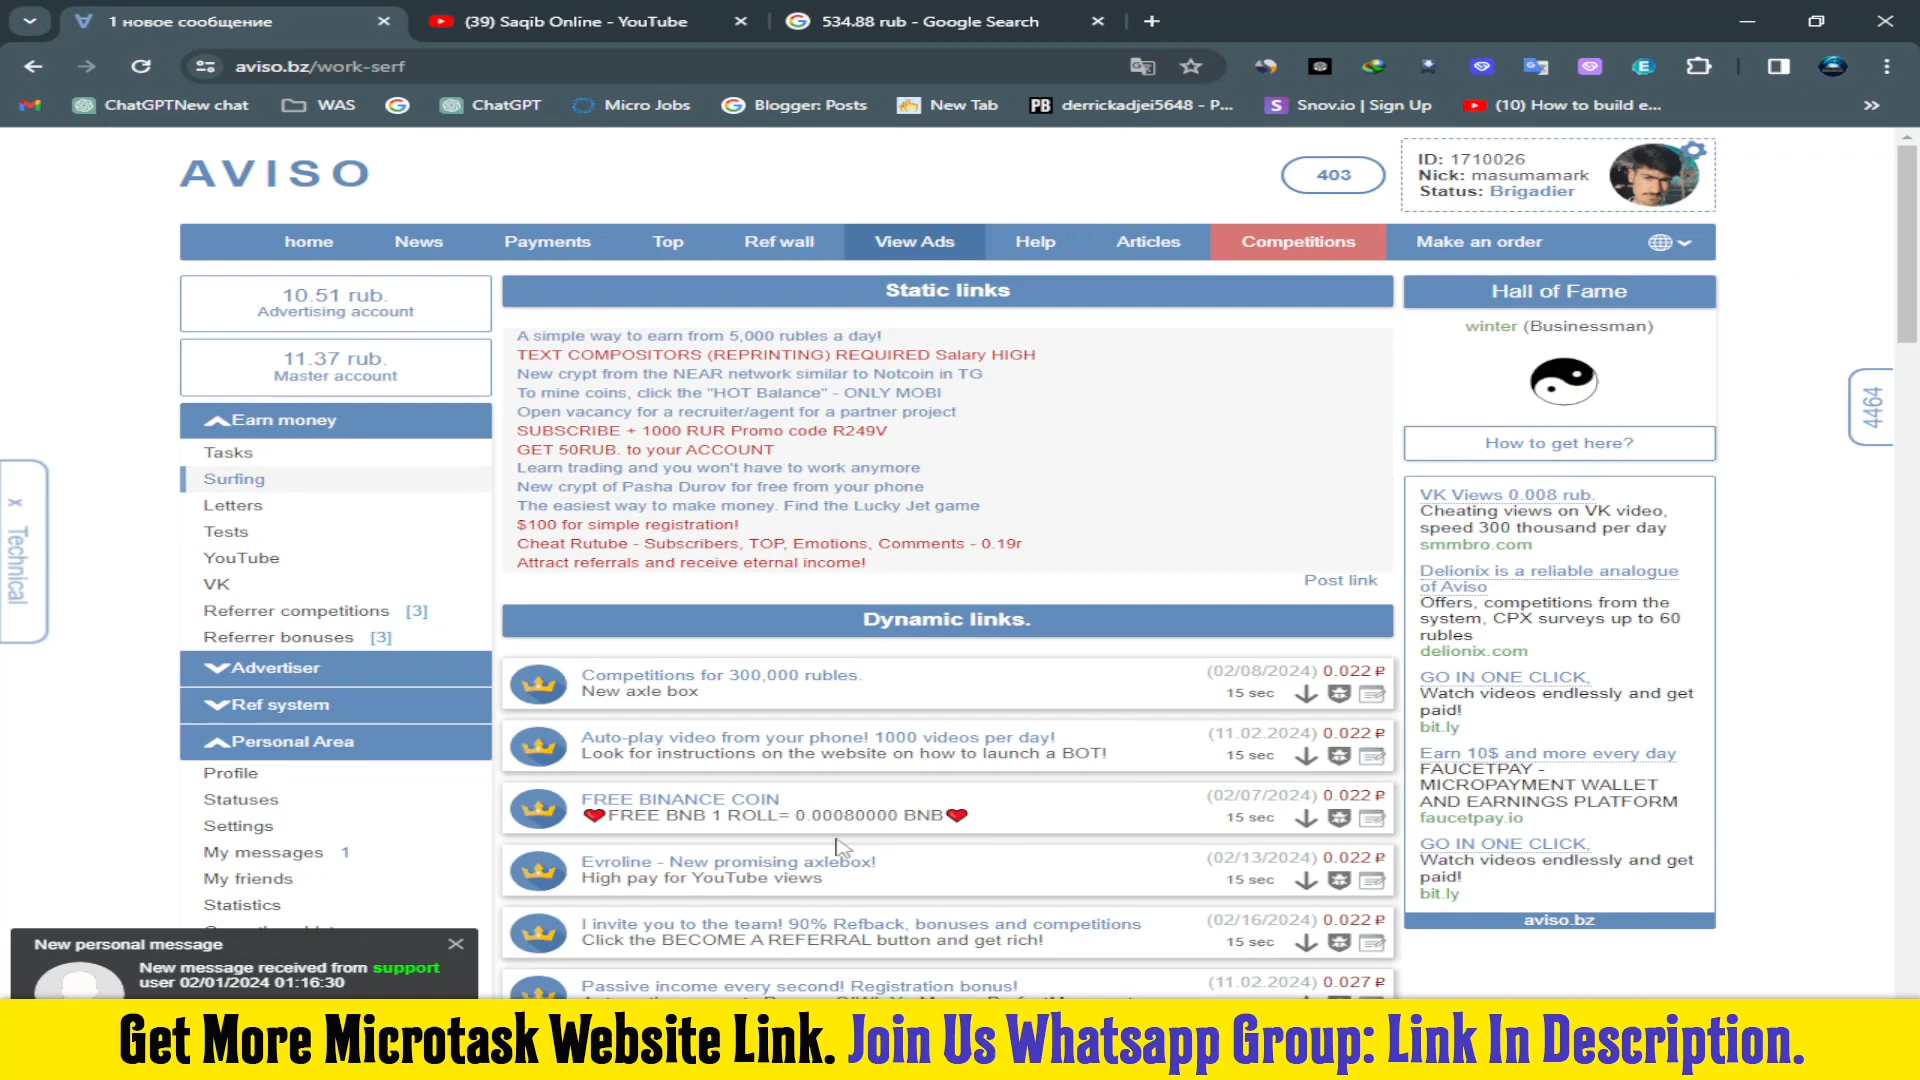 1 новое сообщение
(39) Saqib Online - YouTube
534.88 rub - Google Search
aviso.bz/work-serf
ChatGPTNew chat
WAS
ChatGPT
Micro Jobs
Blogger: Posts
New Tab
PB derrickadjei5648 - P...
S Snov.io | Sign Up
(10) How to build e...
AVISO
403
ID: 1710026
Nick: masumamark
Status: Brigadier
home News Payments Top Ref wall View Ads Help Articles Competitions Make an order
10.51 rub.
Advertising account
11.37 rub.
Master account
Earn money
Tasks
Surfing
Letters
Tests
YouTube
VK
Referrer competitions [3]
Referrer bonuses [3]
Advertiser
Ref system
Personal Area
Profile
Statuses
Settings
My messages 1
My friends
Statistics
x Technical
New personal message
New message received from support
user 02/01/2024 01:16:30
Static links
A simple way to earn from 5,000 rubles a day!
TEXT COMPOSITORS (REPRINTING) REQUIRED Salary HIGH
New crypt from the NEAR network similar to Notcoin in TG
To mine coins, click the "HOT Balance" - ONLY MOBI
Open vacancy for a recruiter/agent for a partner project
SUBSCRIBE + 1000 RUR Promo code R249V
GET 50RUB. to your ACCOUNT
Learn trading and you won't have to work anymore
New crypt of Pasha Durov for free from your phone
The easiest way to make money. Find the Lucky Jet game
$100 for simple registration!
Cheat Rutube - Subscribers, TOP, Emotions, Comments - 0.19r
Attract referrals and receive eternal income!
Post link
Dynamic links.
Competitions for 300,000 rubles.
New axle box
(02/08/2024) 0.022 ₽
15 sec
Auto-play video from your phone! 1000 videos per day!
Look for instructions on the website on how to launch a BOT!
(11.02.2024) 0.022 ₽
15 sec
FREE BINANCE COIN
❤FREE BNB 1 ROLL= 0.00080000 BNB❤
(02/07/2024) 0.022 ₽
15 sec
Evroline - New promising axlebox!
High pay for YouTube views
(02/13/2024) 0.022 ₽
15 sec
I invite you to the team! 90% Refback, bonuses and competitions
Click the BECOME A REFERRAL button and get rich!
(02/16/2024) 0.022 ₽
15 sec
Passive income every second! Registration bonus!
(11.02.2024) 0.027 ₽
Hall of Fame
winter (Businessman)
How to get here?
VK Views 0.008 rub.
Cheating views on VK video,
speed 300 thousand per day
smmbro.com
Delionix is a reliable analogue
of Aviso
Offers, competitions from the
system, CPX surveys up to 60
rubles
delionix.com
GO IN ONE CLICK,
Watch videos endlessly and get
paid!
bit.ly
Earn 10$ and more every day
FAUCETPAY -
MICROPAYMENT WALLET
AND EARNINGS PLATFORM
faucetpay.io
GO IN ONE CLICK,
Watch videos endlessly and get
paid!
bit.ly
aviso.bz
4464
Get More Microtask Website Link. Join Us Whatsapp Group: Link In Description.